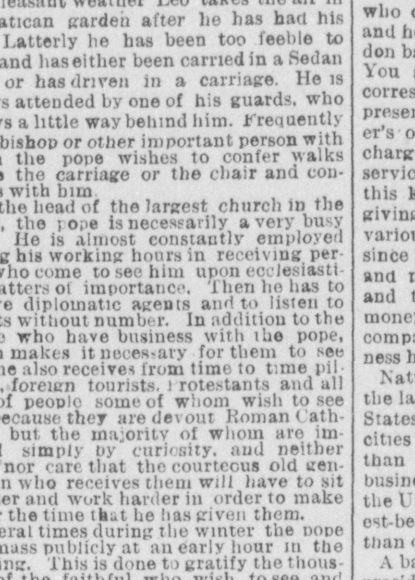 pleasant weather Leo takes the air in
atican garden after he has had his
Latterly he has been too feeble to
and has either been carried in a Sedan
or has driven in a carriage. He is
s attended by one of his guards, who
ys a little way behind him. Frequently
bishop or other important person with
the pope wishes to confer walks
the carriage or the chair and con-
s with him.
the head of the largest church in the
, the pope is necessarily a very busy
He is almost constantly employed
g his working hours in receiving per-
who come to see him upon ecclesiasti-
atters of importance. Then he has to
e diplomatic agents and to listen to
ts without number. In addition to the
e who have business with the pope,
makes it necessary for them to see
he also receives from time to time pil-
, foreign tourists, Protestants and all
of people some of whom wish to see
ecause they are devout Roman Cath-
but the majority of whom are im-
l simply by curiosity, and neither
nor care that the courteous old gen-
n who receives them will have to sit
er and work harder in order to make
r the time that he has given them.
eral times during the winter the pope
mass publicly at an early hour in the
ing. This is done to gratify the thous-
of the faithful who wish to see and
who
and h
don b
You
corres
presen
er's o
charg
servic
this
giving
variou
since
and
and
money
compa
ness h
Nat
the la
States
cities
than
busine
the U
est-be
than
A b